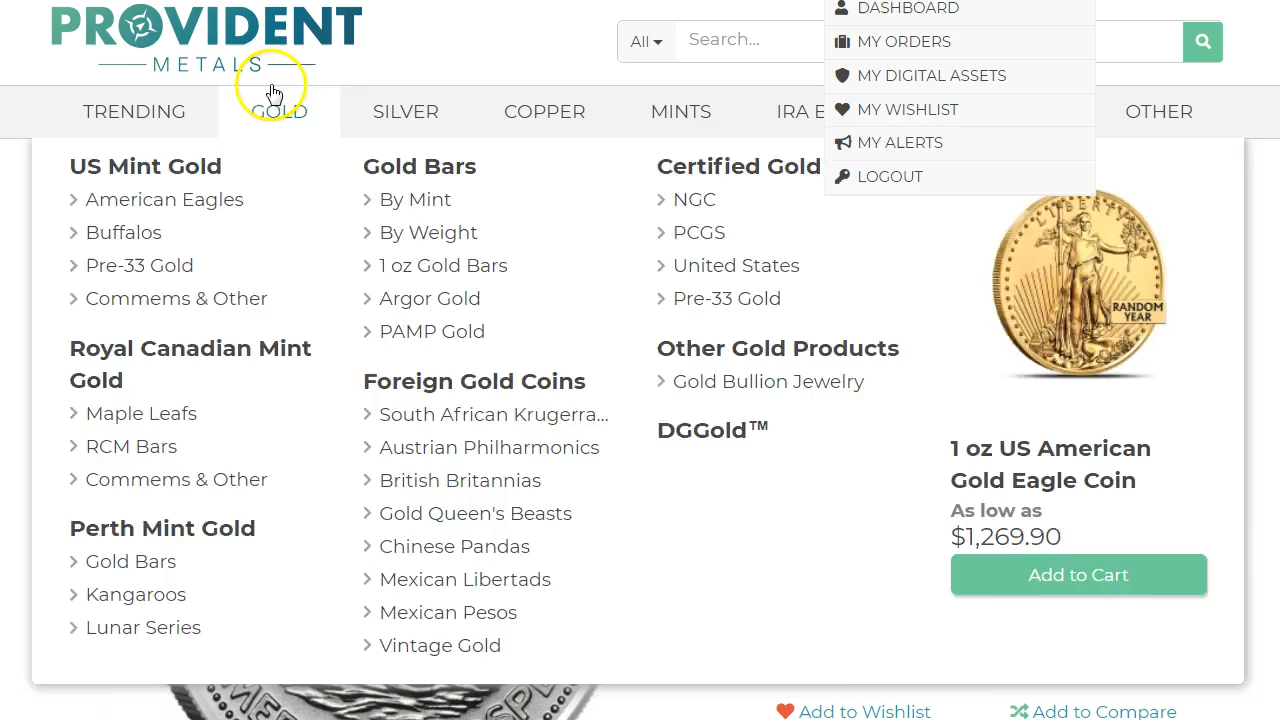 PROVIDENT
METALS
All
Search...
DASHBOARD
MY ORDERS
MY DIGITAL ASSETS
MY WISHLIST
MY ALERTS
LOGOUT
TRENDING
GOLD
SILVER
COPPER
MINTS
IRA
OTHER
US Mint Gold
American Eagles
Buffalos
Pre-33 Gold
Commems & Other
Royal Canadian Mint
Gold
Maple Leafs
RCM Bars
Commems & Other
Perth Mint Gold
Gold Bars
Kangaroos
Lunar Series
Gold Bars
By Mint
By Weight
1 oz Gold Bars
Argor Gold
PAMP Gold
Foreign Gold Coins
South African Krugerra...
Austrian Philharmonics
British Britannias
Gold Queen's Beasts
Chinese Pandas
Mexican Libertads
Mexican Pesos
Vintage Gold
Certified Gold
NGC
PCGS
United States
Pre-33 Gold
Other Gold Products
Gold Bullion Jewelry
DGGold™
LIBERTY
RANDOM
YEAR
1 oz US American
Gold Eagle Coin
As low as
$1,269.90
Add to Cart
Add to Wishlist
Add to Compare